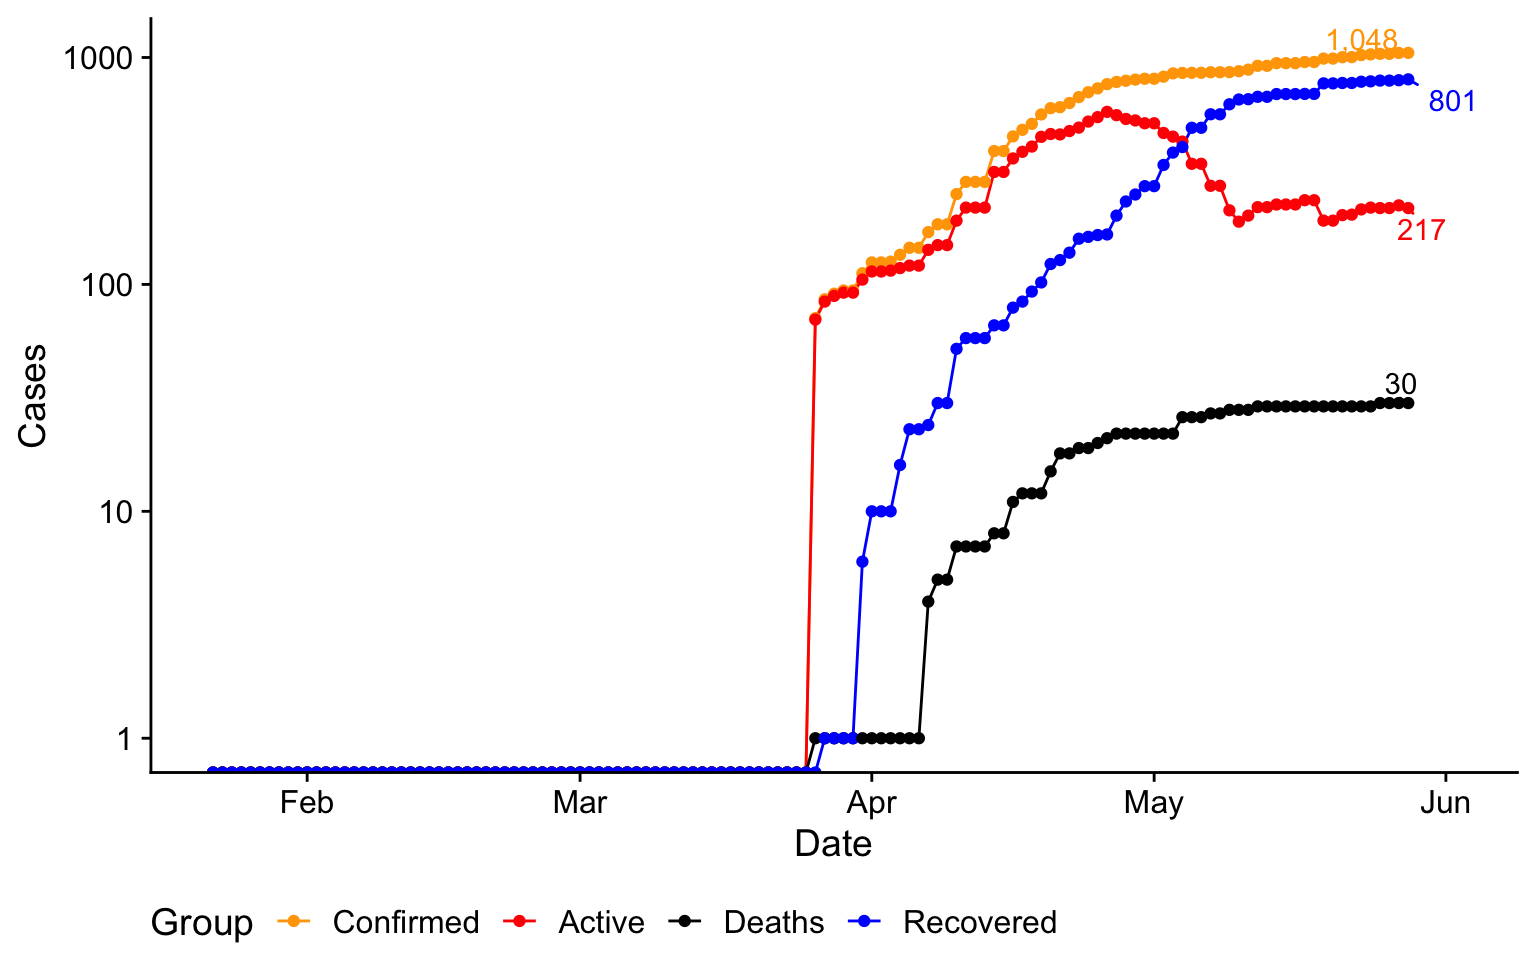 1,048
1000
801
217
100
30
10
1
Cases
Feb Mar Apr May Jun
Date
Group Confirmed Active Deaths Recovered